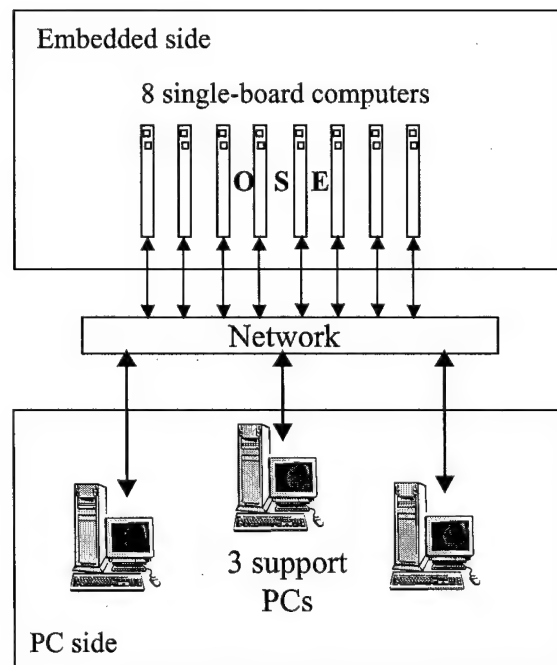 Embedded side
8 single-board computers
O S E
Network
3 support
PCs
PC side